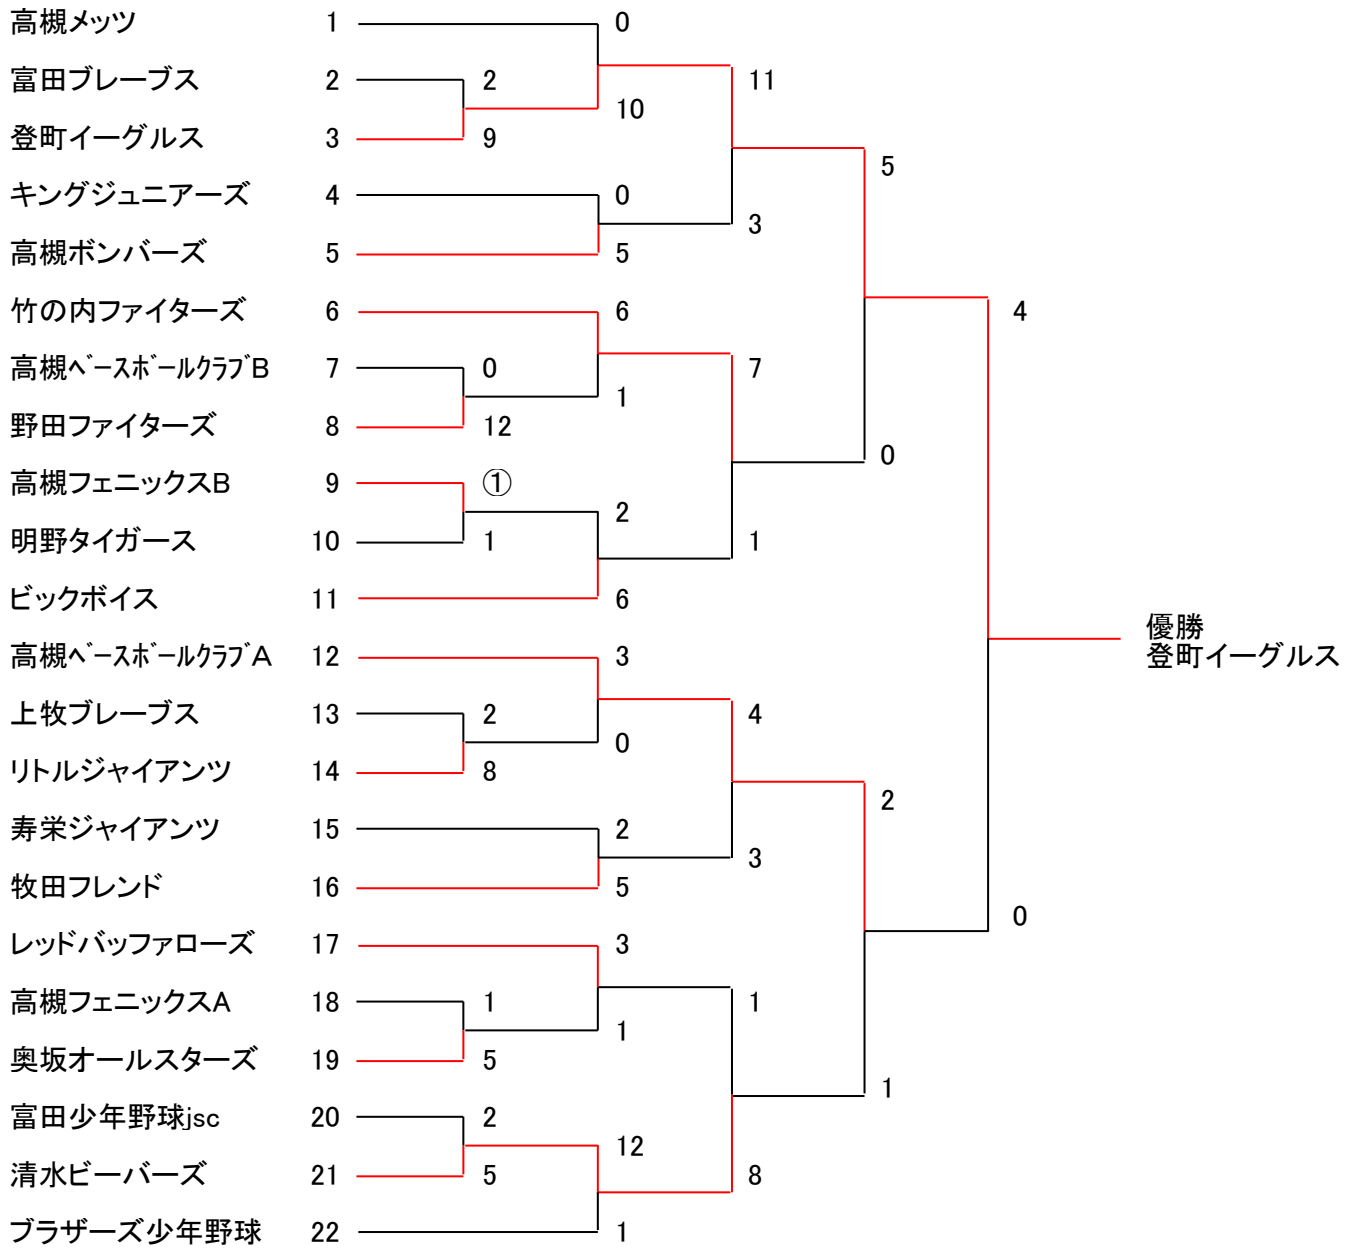 高槻メッツ 1 0
富田ブレーブス 2 2 11
10
登町イーグルス 3 9
5
キングジュニアーズ 4 0
3
高槻ボンバーズ 5 5
竹の内ファイターズ 6 6 4
高槻ﾍﾞｰｽﾎﾞｰﾙｸﾗﾌﾞB 7 0 7
1
野田ファイターズ 8 12
0
高槻フェニックスB 9 ①
2
明野タイガース 10 1 1
ビックボイス 11 6
優勝
登町イーグルス
高槻ﾍﾞｰｽﾎﾞｰﾙｸﾗﾌﾞA 12 3
上牧ブレーブス 13 2 4
0
リトルジャイアンツ 14 8
2
寿栄ジャイアンツ 15 2
3
牧田フレンド 16 5
0
レッドバッファローズ 17 3
高槻フェニックスA 18 1 1
1
奥坂オールスターズ 19 5
1
富田少年野球jsc 20 2
12
清水ビーバーズ 21 5 8
ブラザーズ少年野球 22 1